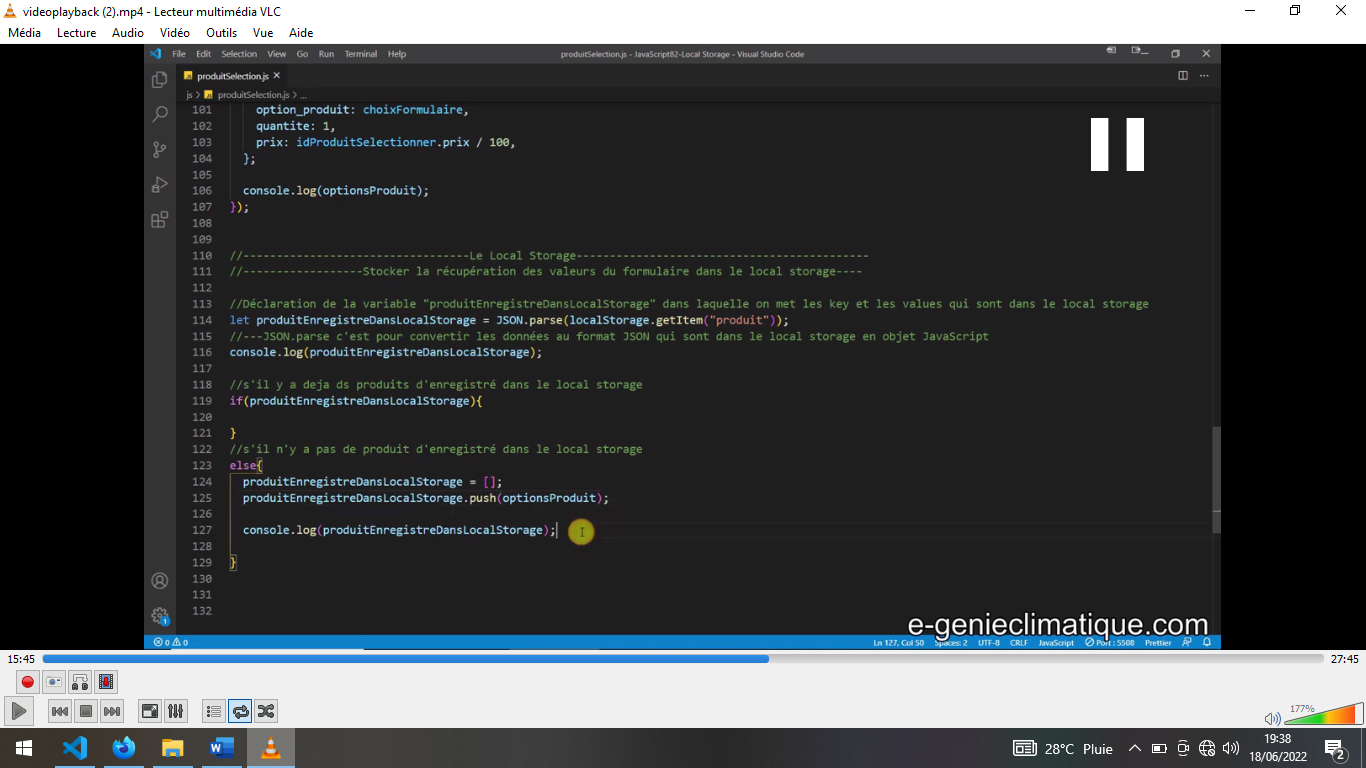 videoplayback (2).mp4 - Lecteur multimédia VLC
Média Lecture Audio Vidéo Outils Vue Aide
File Edit Selection View Go Run Terminal Help
produitSelection.js - JavaScript82-Local Storage - Visual Studio Code
produitSelection.js
js > produitSelection.js > ...
101 option_produit: choixFormulaire,
102 quantite: 1,
103 prix: idProduitSelectionner.prix / 100,
104 };
105
106 console.log(optionsProduit);
107 });
108
109
110 //----------------------------------Le Local Storage--------------------------------------------
111 //------------------Stocker la récupération des valeurs du formulaire dans le local storage----
112
113 //Déclaration de la variable "produitEnregistreDansLocalStorage" dans laquelle on met les key et les values qui sont dans le local storage
114 let produitEnregistreDansLocalStorage = JSON.parse(localStorage.getItem("produit"));
115 //---JSON.parse c'est pour convertir les données au format JSON qui sont dans le local storage en objet JavaScript
116 console.log(produitEnregistreDansLocalStorage);
117
118 //s'il y a deja ds produits d'enregistré dans le local storage
119 if(produitEnregistreDansLocalStorage){
120
121 }
122 //s'il n'y a pas de produit d'enregistré dans le local storage
123 else{
124 produitEnregistreDansLocalStorage = [];
125 produitEnregistreDansLocalStorage.push(optionsProduit);
126
127 console.log(produitEnregistreDansLocalStorage);
128
129 }
130
131
132
1
e-genieclimatique.com
0 0 Ln 127, Col 50 Spaces: 2 UTF-8 CRLF JavaScript Port : 5508 Prettier
15:45 27:45
177%
28°C Pluie
19:38
18/06/2022
2